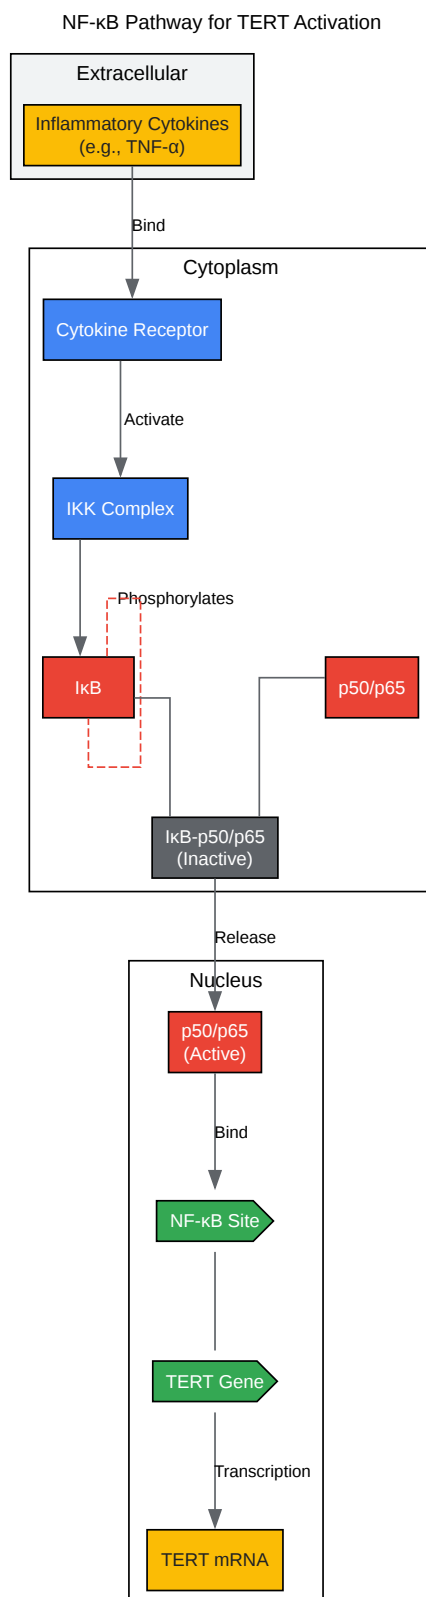 NF-κB Pathway for TERT Activation
Extracellular
Inflammatory Cytokines
(e.g., TNF-α)
Bind
Cytoplasm
Cytokine Receptor
Activate
IKK Complex
Phosphorylates
IκB
p50/p65
IκB-p50/p65
(Inactive)
Release
Nucleus
p50/p65
(Active)
Bind
NF-κB Site
TERT Gene
Transcription
TERT mRNA